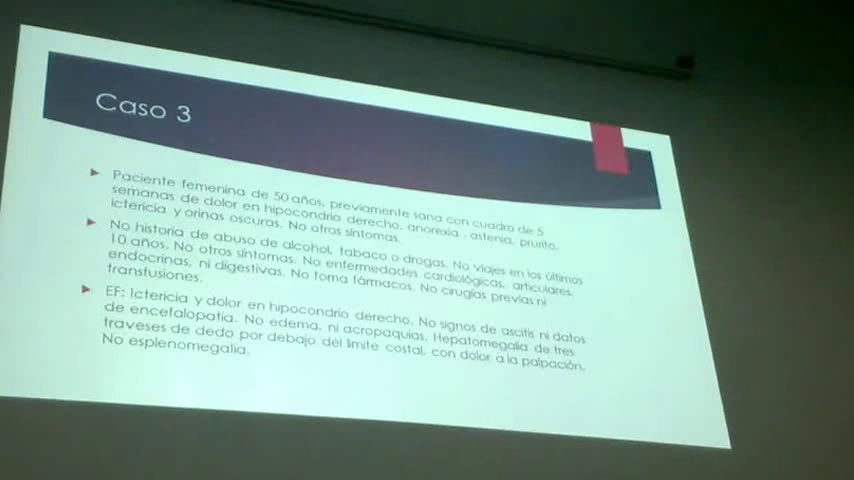 Caso 3
Paciente femenina de 50 años, previamente sana con cuadro de 5
semanas de dolor en hipocondrio derecho, anorexia , astenia, prurito,
ictericia y orinas oscuras. No otros síntomas.
No historia de abuso de alcohol, tabaco o drogas. No viajes en los últimos
10 años. No otros síntomas. No enfermedades cardiológicas, articulares,
endocrinas, ni digestivas. No toma fármacos. No cirugías previas ni
transfusiones.
EF: Ictericia y dolor en hipocondrio derecho. No signos de ascitis ni datos
de encefalopatía. No edema, ni acropaquias. Hepatomegalia de tres
traveses de dedo por debajo del limite costal, con dolor a la palpación.
No esplenomegalia.